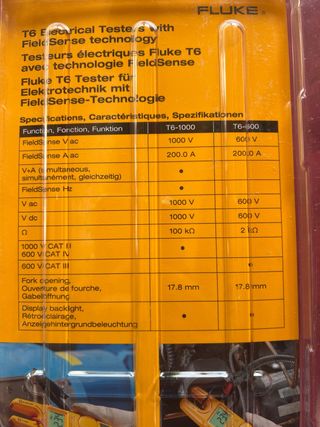 FLUKE®
T6 Electrical Testers with
FieldSense technology
Testeurs électriques Fluke T6
avec technologie FieldSense
Fluke T6 Tester für
Elektrotechnik mit
FieldSense-Technologie
Specifications, Caractéristiques, Spezifikationen
Function, Fonction, Funktion T6-1000 T6-600
FieldSense V ac 1000 V 600 V
FieldSense A ac 200.0 A 200.0 A
V+A (simultaneous, simultanément, gleichzeitig) •
FieldSense Hz •
V ac 1000 V 600 V
V dc 1000 V 600 V
Ω 100 kΩ 2 kΩ
1000 V CAT III
600 V CAT IV •
600 V CAT III •
Fork opening,
Ouverture de fourche,
Gabelöffnung 17.8 mm 17.8 mm
Display backlight,
Rétroéclairage,
Anzeigehintergrundbeleuchtung • •